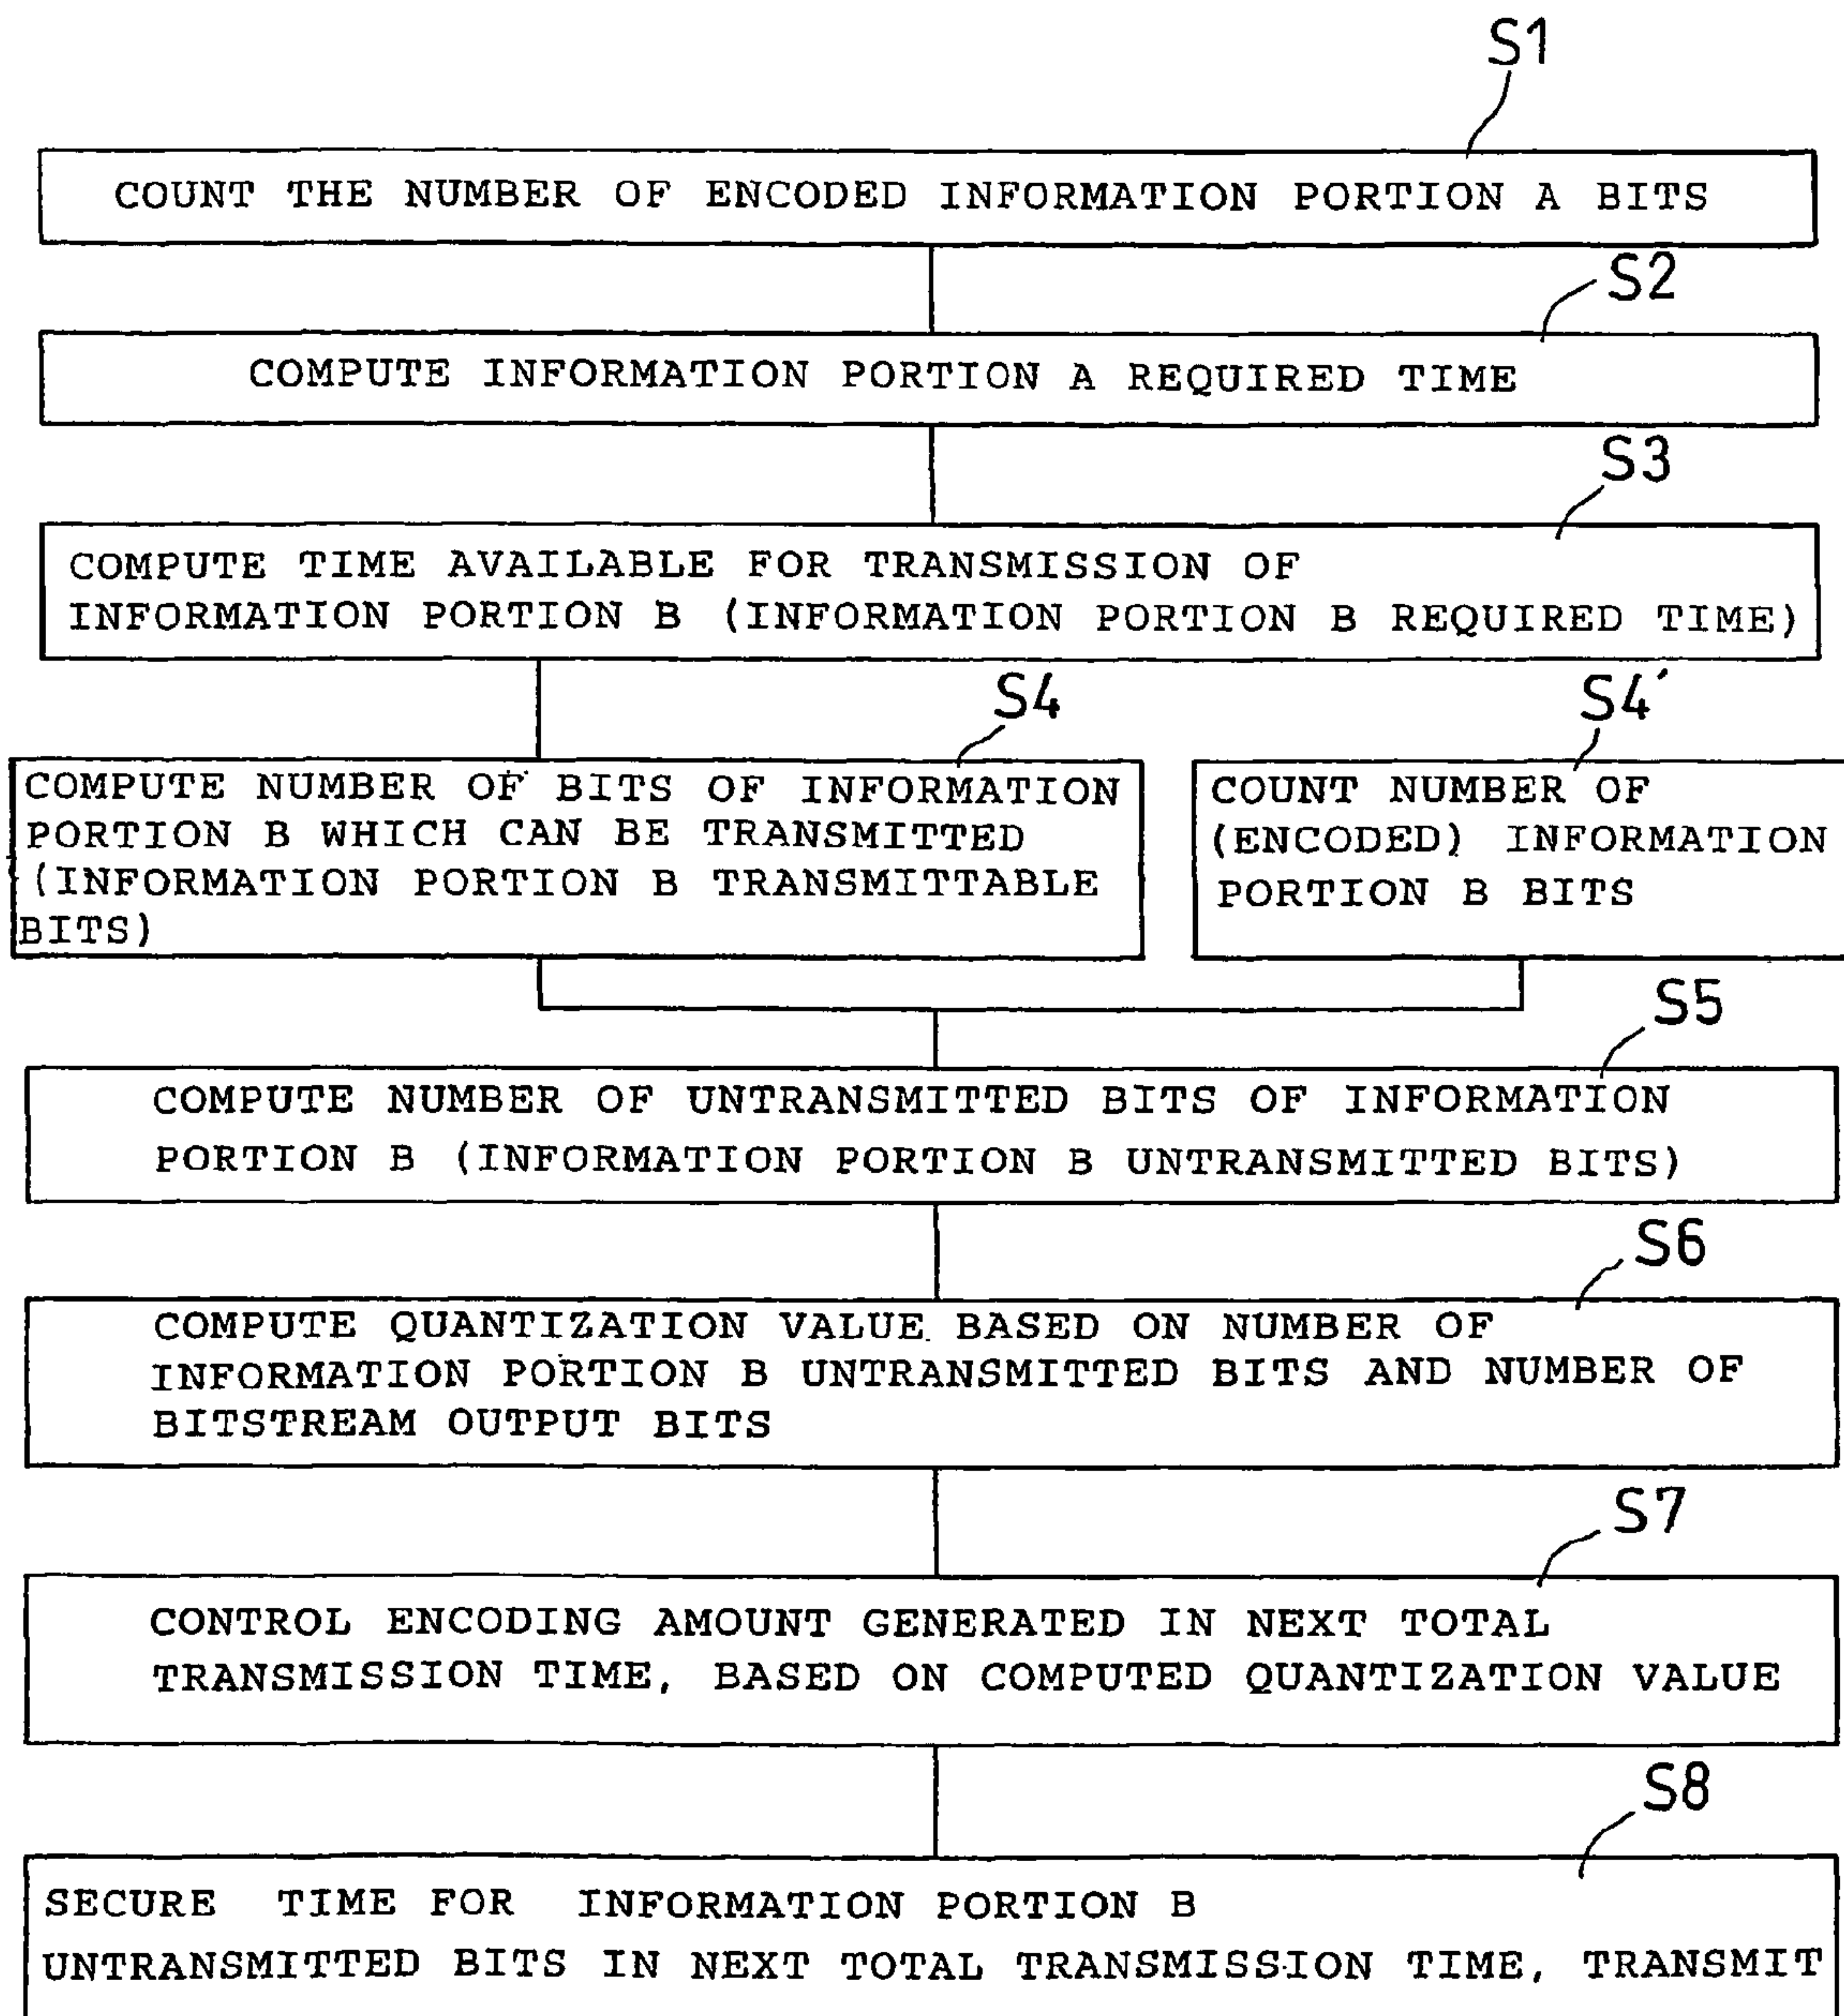 S1
COUNT THE NUMBER OF ENCODED INFORMATION PORTION A BITS
S2
COMPUTE INFORMATION PORTION A REQUIRED TIME
S3
COMPUTE TIME AVAILABLE FOR TRANSMISSION OF
INFORMATION PORTION B (INFORMATION PORTION B REQUIRED TIME)
S4
COMPUTE NUMBER OF BITS OF INFORMATION
PORTION B WHICH CAN BE TRANSMITTED
(INFORMATION PORTION B TRANSMITTABLE
BITS)
S4'
COUNT NUMBER OF
(ENCODED) INFORMATION
PORTION B BITS
S5
COMPUTE NUMBER OF UNTRANSMITTED BITS OF INFORMATION
PORTION B (INFORMATION PORTION B UNTRANSMITTED BITS)
S6
COMPUTE QUANTIZATION VALUE BASED ON NUMBER OF
INFORMATION PORTION B UNTRANSMITTED BITS AND NUMBER OF
BITSTREAM OUTPUT BITS
S7
CONTROL ENCODING AMOUNT GENERATED IN NEXT TOTAL
TRANSMISSION TIME, BASED ON COMPUTED QUANTIZATION VALUE
S8
SECURE TIME FOR INFORMATION PORTION B
UNTRANSMITTED BITS IN NEXT TOTAL TRANSMISSION TIME, TRANSMIT